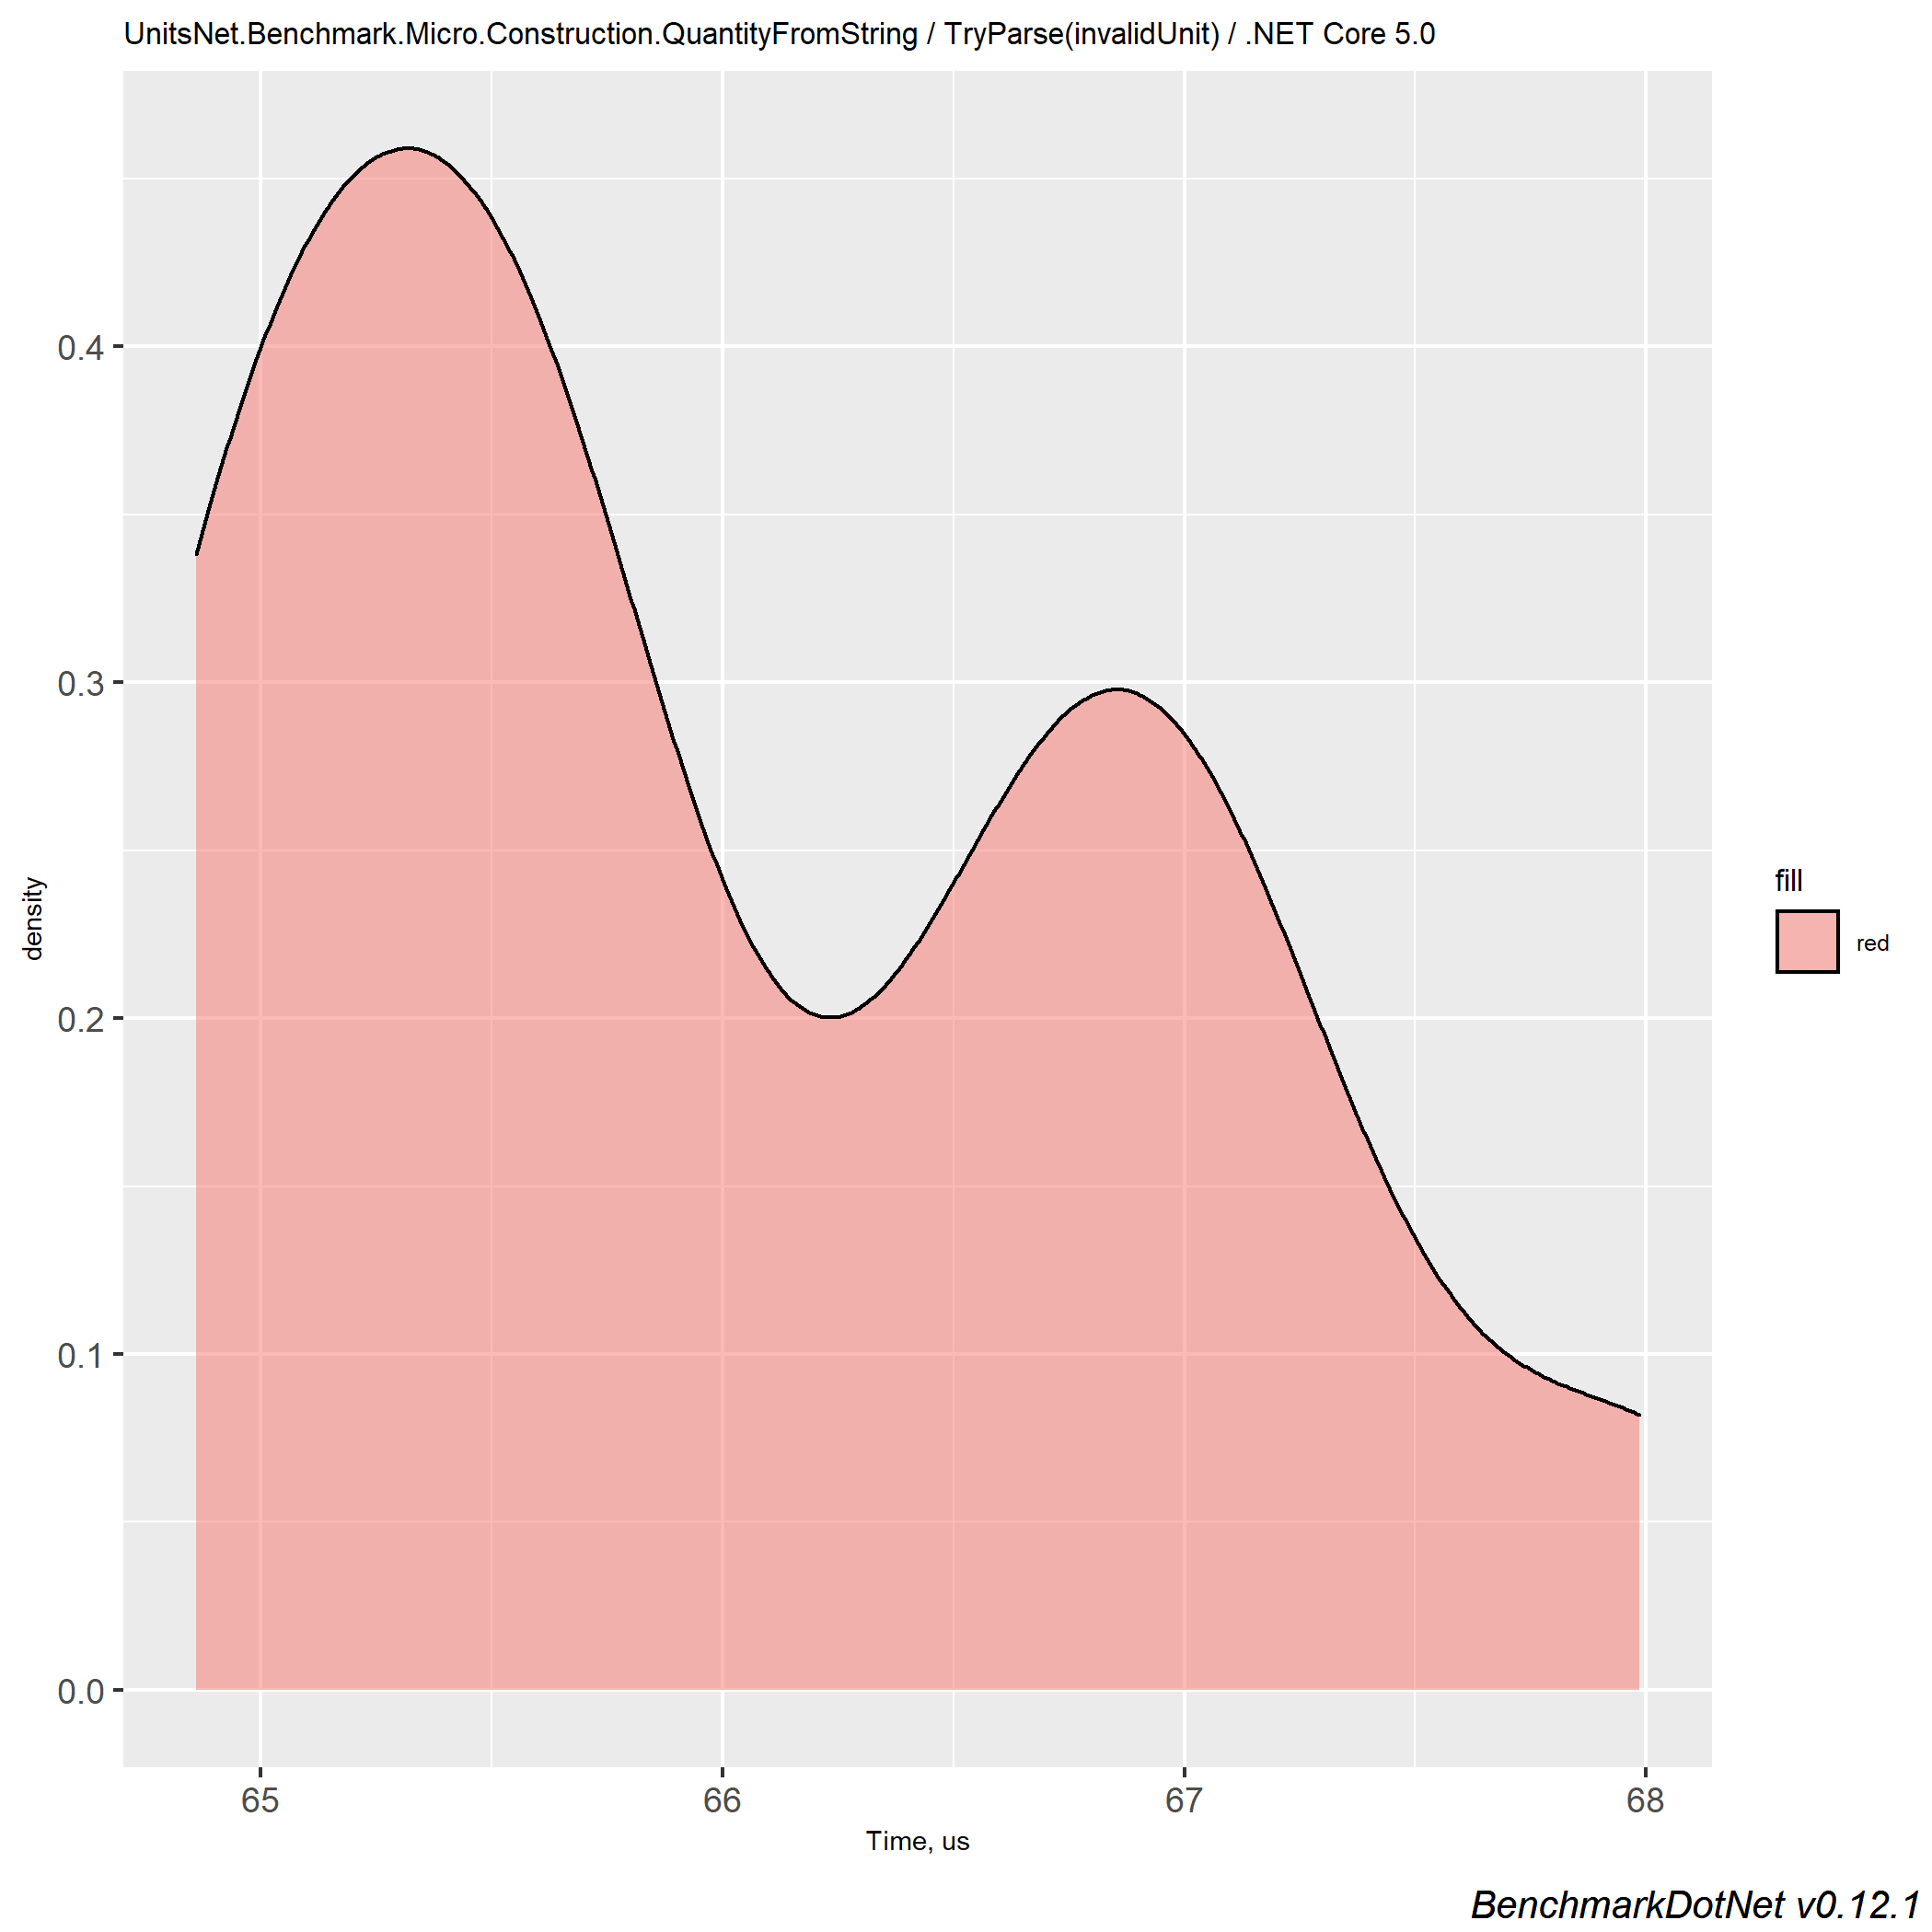 UnitsNet.Benchmark.Micro.Construction.QuantityFromString / TryParse(invalidUnit) / .NET Core 5.0
density
0.4
0.3
0.2
0.1
0.0
65 66 67 68
Time, us
fill
red
BenchmarkDotNet v0.12.1